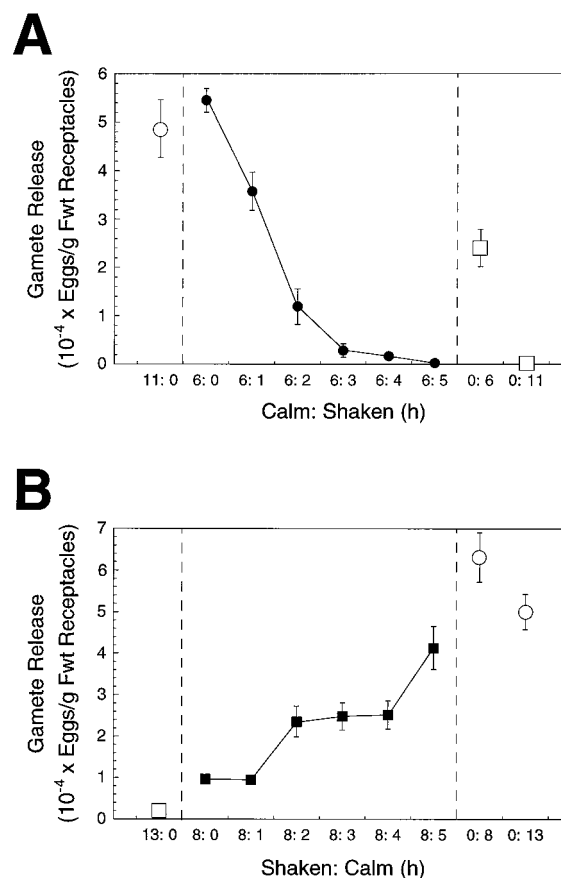 A
6
5
4
3
2
1
0
Gamete Release
(10-4 x Eggs/g Fwt Receptacles)
11: 0 6: 0 6: 1 6: 2 6: 3 6: 4 6: 5 0: 6 0: 11
Calm: Shaken (h)
B
7
6
5
4
3
2
1
0
Gamete Release
(10-4 x Eggs/g Fwt Receptacles)
13: 0 8: 0 8: 1 8: 2 8: 3 8: 4 8: 5 0: 8 0: 13
Shaken: Calm (h)